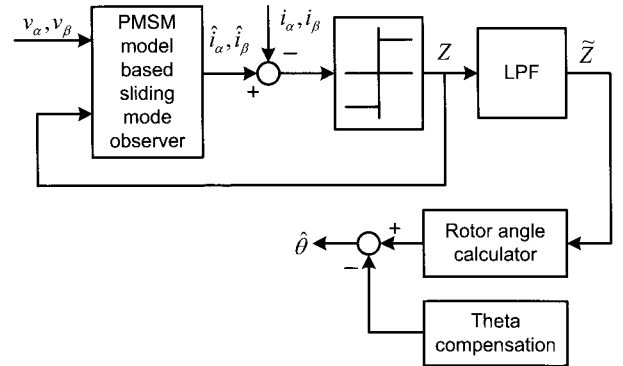 v_α, v_β
PMSM
model
based
sliding
mode
observer
î_α, î_β
+
i_α, i_β
−
Z
LPF
Z̃
Rotor angle
calculator
+
θ̂
−
Theta
compensation